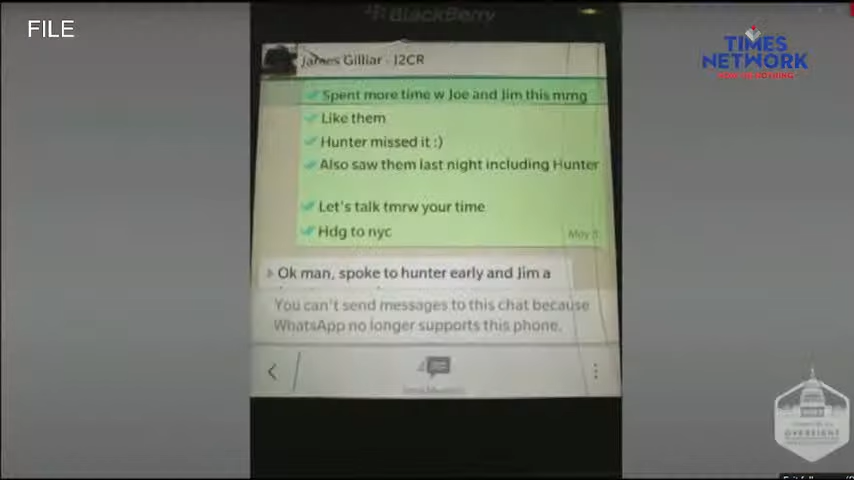 FILE
BlackBerry
TIMES
NETWORK
James Gilliar - J2CR
Spent more time w Joe and Jim this mrng
Like them
Hunter missed it :)
Also saw them last night including Hunter
Let's talk tmrw your time
Hdg to nyc
May 3
Ok man, spoke to hunter early and Jim a
You can't send messages to this chat because
WhatsApp no longer supports this phone.
OVERSIGHT